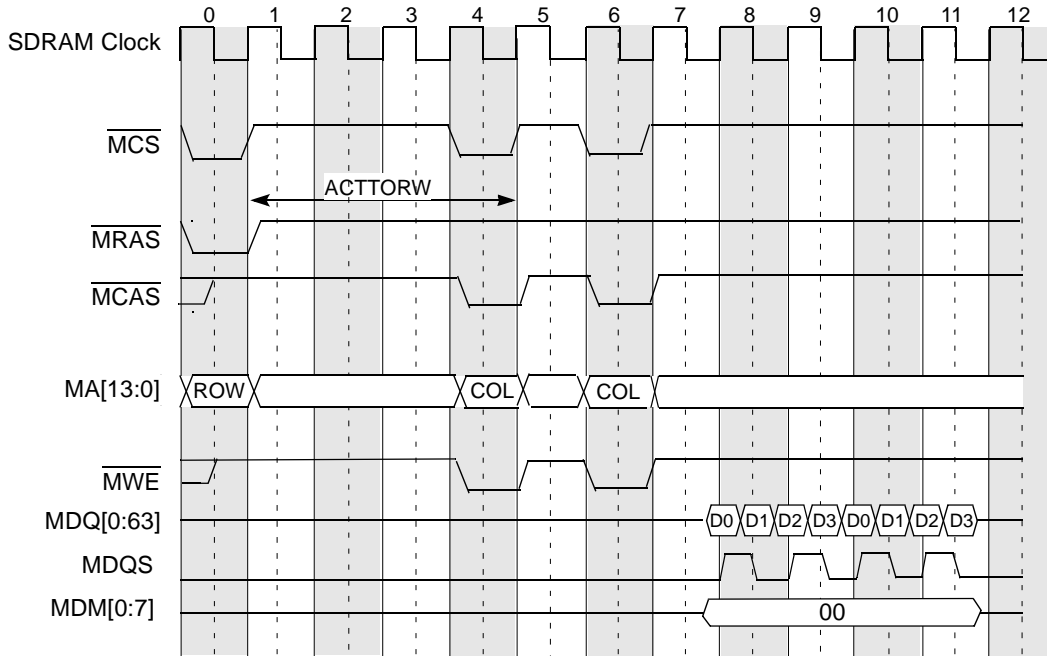 0 1 2 3 4 5 6 7 8 9 10 11 12
SDRAM Clock
MCS
ACTTORW
MRAS
MCAS
MA[13:0] ROW COL COL
MWE
MDQ[0:63] D0 D1 D2 D3 D0 D1 D2 D3
MDQS
MDM[0:7] 00